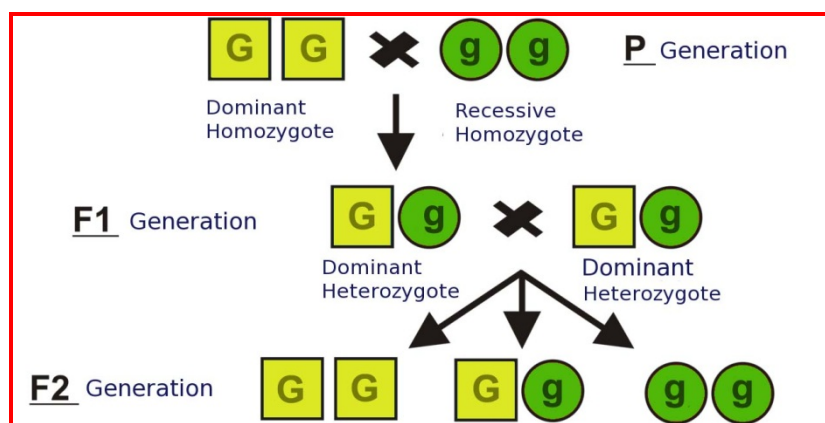 G G g g P Generation
Dominant Recessive
Homozygote Homozygote
F1 Generation G g G g
Dominant Dominant
Heterozygote Heterozygote
F2 Generation G G G g g g